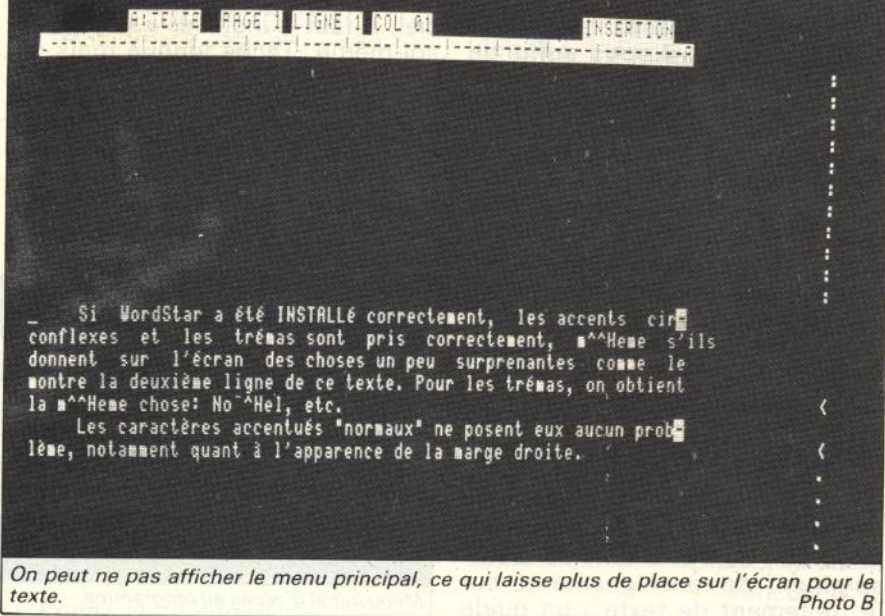 A:TEXTE PAGE 1 LIGNE 1 COL 01 INSERTION
Si WordStar a été INSTALLé correctement, les accents cir-
conflexes et les trémas sont pris correctement, m^^Heme s'ils
donnent sur l'écran des choses un peu surprenantes comme le
montre la deuxième ligne de ce texte. Pour les trémas, on obtient
la m^^Heme chose: No¨^Hel, etc.
Les caractères accentués "normaux" ne posent eux aucun prob-
lème, notamment quant à l'apparence de la marge droite.
On peut ne pas afficher le menu principal, ce qui laisse plus de place sur l'écran pour le
texte. Photo B